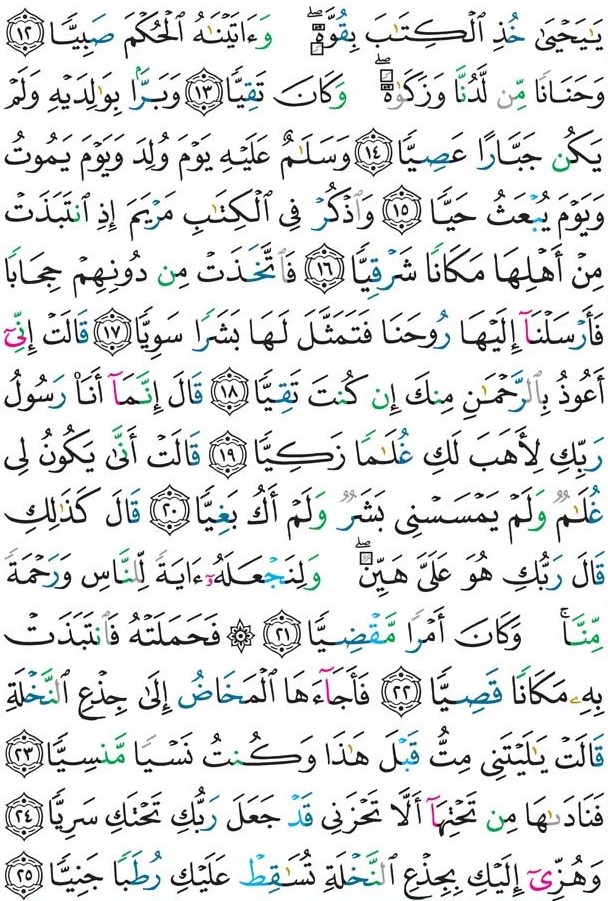 يَٰيَحْيَىٰ خُذِ ٱلْكِتَٰبَ بِقُوَّةٍۖ وَءَاتَيْنَٰهُ ٱلْحُكْمَ صَبِيًّا ١٢
وَحَنَانًا مِّن لَّدُنَّا وَزَكَوٰةًۖ وَكَانَ تَقِيًّا ١٣ وَبَرًّۢا بِوَٰلِدَيْهِ وَلَمْ
يَكُن جَبَّارًا عَصِيًّا ١٤ وَسَلَٰمٌ عَلَيْهِ يَوْمَ وُلِدَ وَيَوْمَ يَمُوتُ
وَيَوْمَ يُبْعَثُ حَيًّا ١٥ وَٱذْكُرْ فِى ٱلْكِتَٰبِ مَرْيَمَ إِذِ ٱنتَبَذَتْ
مِنْ أَهْلِهَا مَكَانًا شَرْقِيًّا ١٦ فَٱتَّخَذَتْ مِن دُونِهِمْ حِجَابًا
فَأَرْسَلْنَآ إِلَيْهَا رُوحَنَا فَتَمَثَّلَ لَهَا بَشَرًا سَوِيًّا ١٧ قَالَتْ إِنِّىٓ
أَعُوذُ بِٱلرَّحْمَٰنِ مِنكَ إِن كُنتَ تَقِيًّا ١٨ قَالَ إِنَّمَآ أَنَا۠ رَسُولُ
رَبِّكِ لِأَهَبَ لَكِ غُلَٰمًا زَكِيًّا ١٩ قَالَتْ أَنَّىٰ يَكُونُ لِى
غُلَٰمٌ وَلَمْ يَمْسَسْنِى بَشَرٌ وَلَمْ أَكُ بَغِيًّا ٢٠ قَالَ كَذَٰلِكِ
قَالَ رَبُّكِ هُوَ عَلَىَّ هَيِّنٌۖ وَلِنَجْعَلَهُۥٓ ءَايَةً لِّلنَّاسِ وَرَحْمَةً
مِّنَّاۚ وَكَانَ أَمْرًا مَّقْضِيًّا ٢١ ۞ فَحَمَلَتْهُ فَٱنتَبَذَتْ
بِهِۦ مَكَانًا قَصِيًّا ٢٢ فَأَجَآءَهَا ٱلْمَخَاضُ إِلَىٰ جِذْعِ ٱلنَّخْلَةِ
قَالَتْ يَٰلَيْتَنِى مِتُّ قَبْلَ هَٰذَا وَكُنتُ نَسْيًا مَّنسِيًّا ٢٣
فَنَادَىٰهَا مِن تَحْتِهَآ أَلَّا تَحْزَنِى قَدْ جَعَلَ رَبُّكِ تَحْتَكِ سَرِيًّا ٢٤
وَهُزِّىٓ إِلَيْكِ بِجِذْعِ ٱلنَّخْلَةِ تُسَٰقِطْ عَلَيْكِ رُطَبًا جَنِيًّا ٢٥